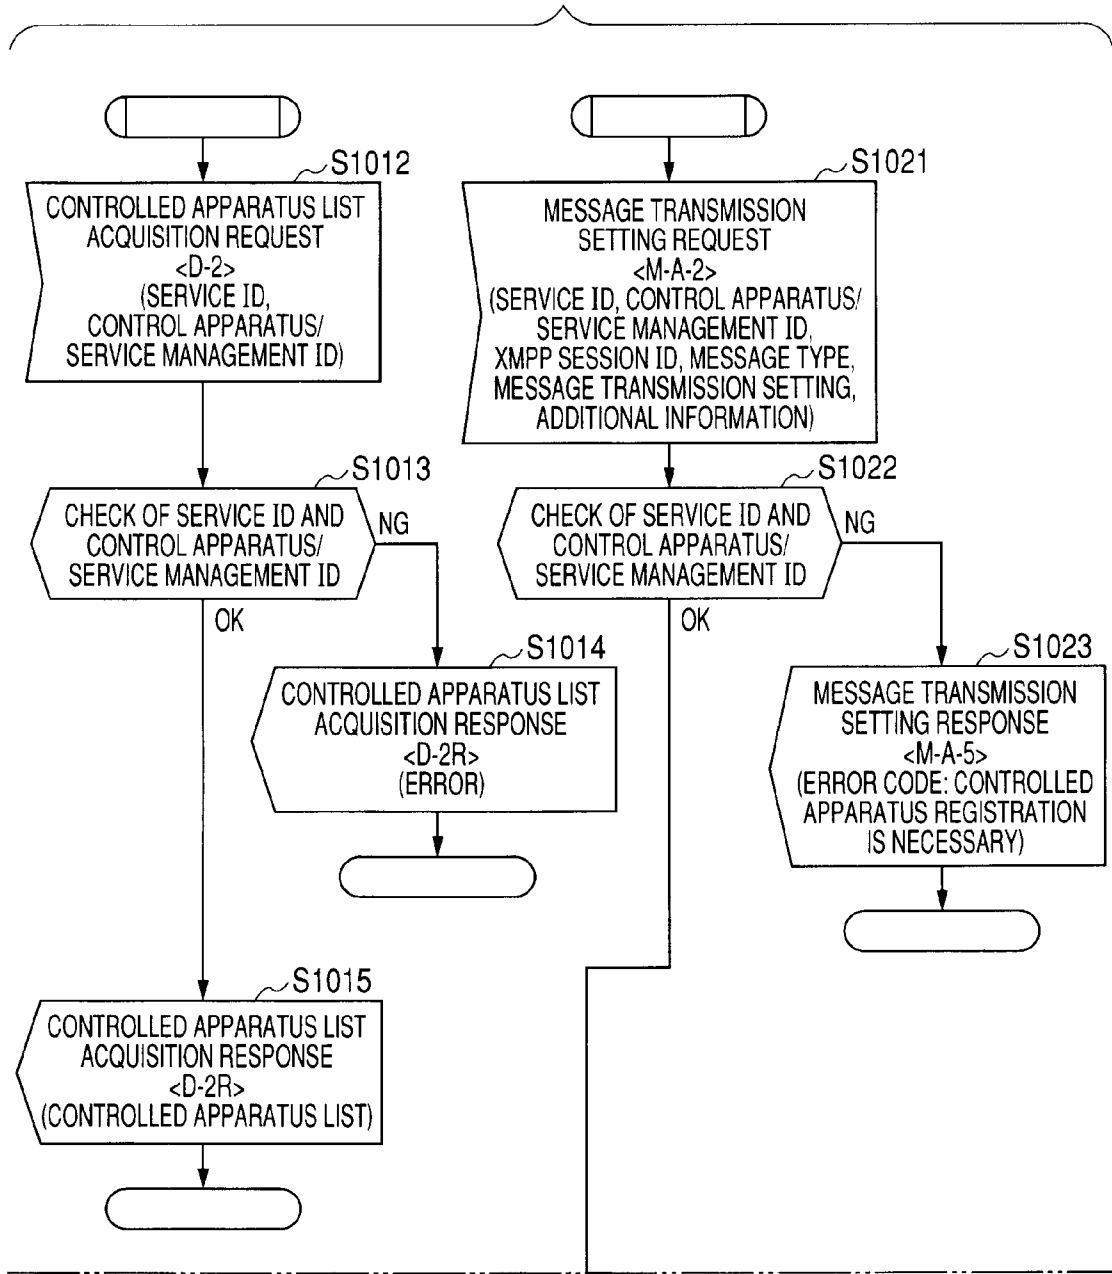 S1012
CONTROLLED APPARATUS LIST
ACQUISITION REQUEST
<D-2>
(SERVICE ID,
CONTROL APPARATUS/
SERVICE MANAGEMENT ID)
S1013
CHECK OF SERVICE ID AND
CONTROL APPARATUS/
SERVICE MANAGEMENT ID
NG
OK
S1014
CONTROLLED APPARATUS LIST
ACQUISITION RESPONSE
<D-2R>
(ERROR)
S1015
CONTROLLED APPARATUS LIST
ACQUISITION RESPONSE
<D-2R>
(CONTROLLED APPARATUS LIST)
S1021
MESSAGE TRANSMISSION
SETTING REQUEST
<M-A-2>
(SERVICE ID, CONTROL APPARATUS/
SERVICE MANAGEMENT ID,
XMPP SESSION ID, MESSAGE TYPE,
MESSAGE TRANSMISSION SETTING,
ADDITIONAL INFORMATION)
S1022
CHECK OF SERVICE ID AND
CONTROL APPARATUS/
SERVICE MANAGEMENT ID
NG
OK
S1023
MESSAGE TRANSMISSION
SETTING RESPONSE
<M-A-5>
(ERROR CODE: CONTROLLED
APPARATUS REGISTRATION
IS NECESSARY)